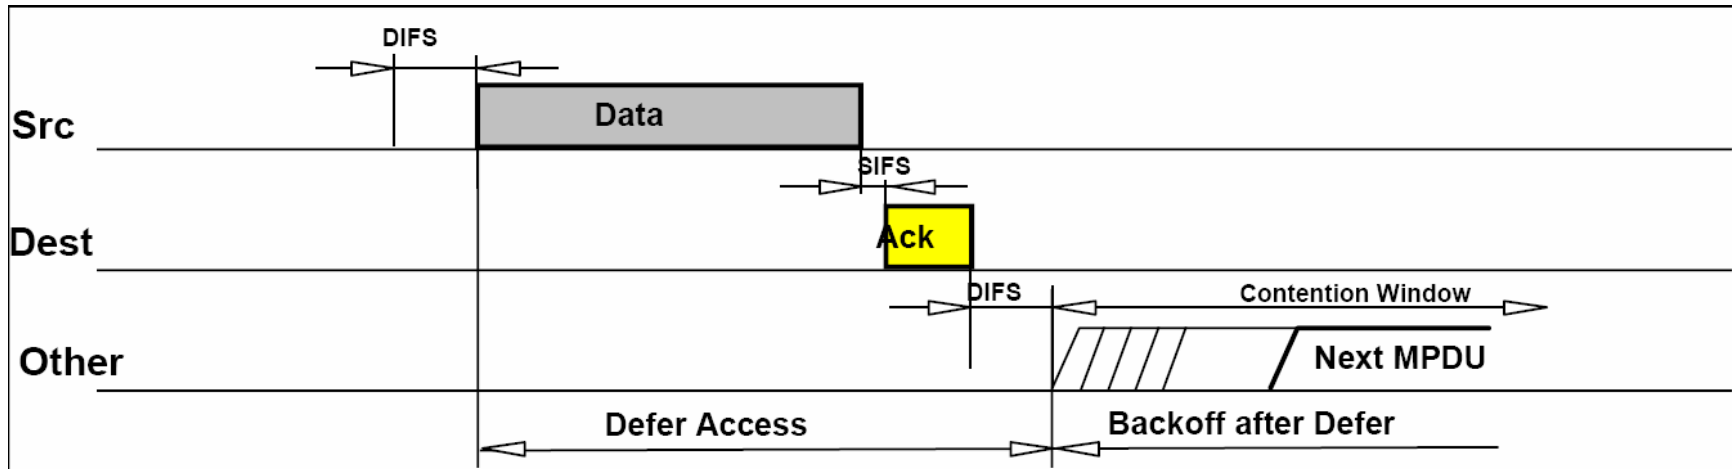 DIFS
Src
Data
SIFS
Dest
Ack
DIFS
Contention Window
Other
Next MPDU
Defer Access
Backoff after Defer